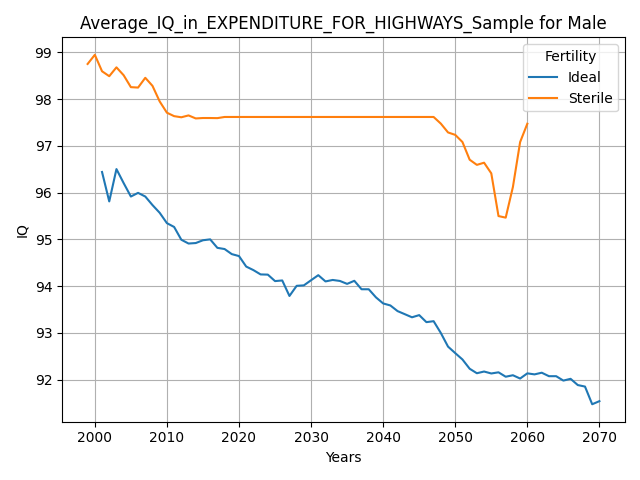 Average_IQ_in_EXPENDITURE_FOR_HIGHWAYS_Sample for Male
Fertility
Ideal
Sterile
99
98
97
96
95
94
93
92
IQ
2000 2010 2020 2030 2040 2050 2060 2070
Years